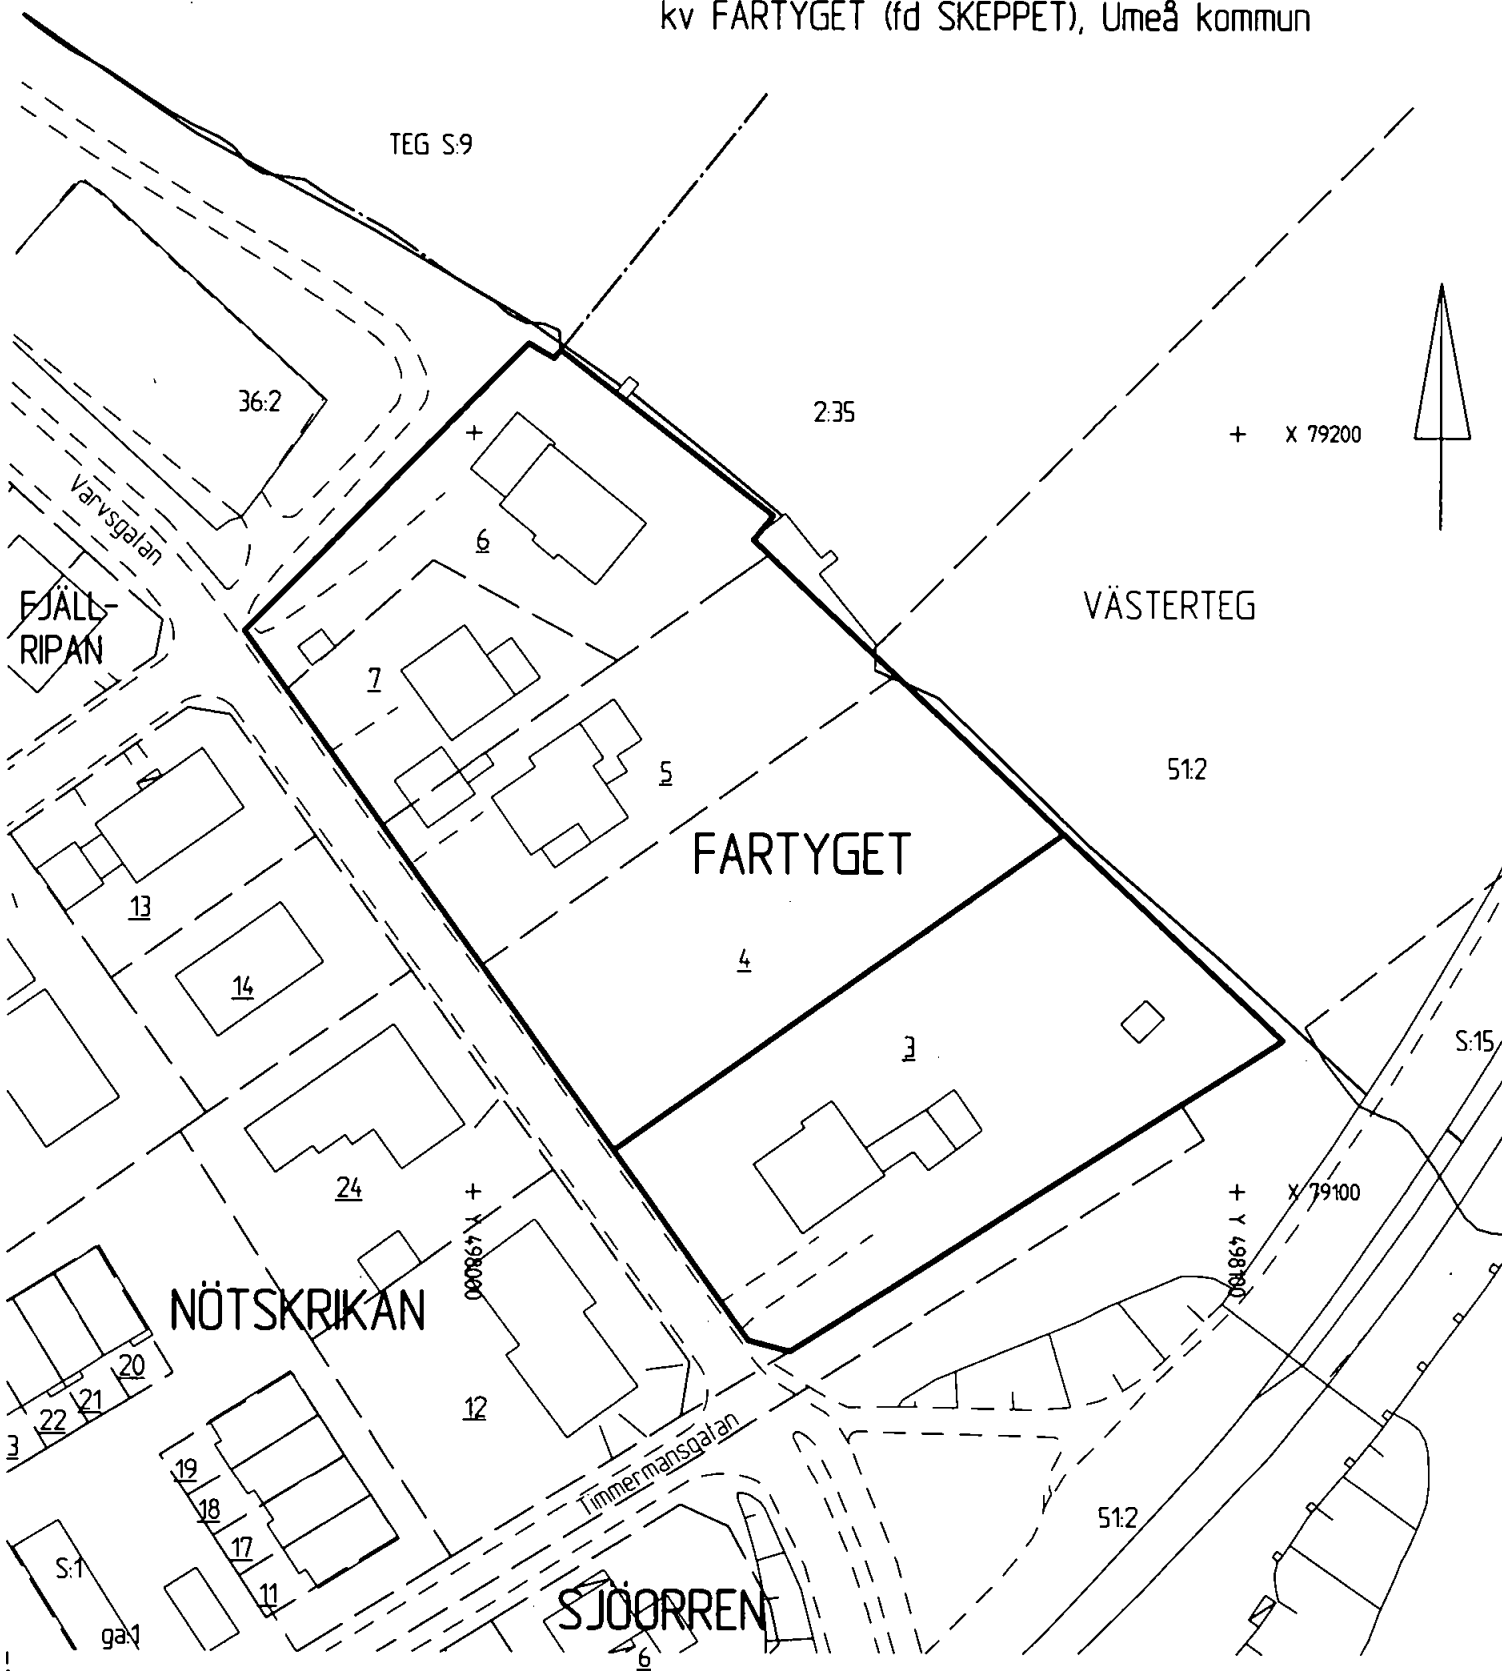 kv FARTYGET (fd SKEPPET), Umeå kommun
TEG S:9
36:2
2:35
X 79200
Varvsgatan
6
FJÄLL-
RIPAN
VÄSTERTEG
7
5
51:2
FARTYGET
13
4
14
3
S:15
24
Y 498000
Y 498100
X 79100
NÖTSKRIKAN
20
21
22
3
12
Timmermansgatan
19
18
17
11
51:2
S:1
ga:1
SJÖORREN
6